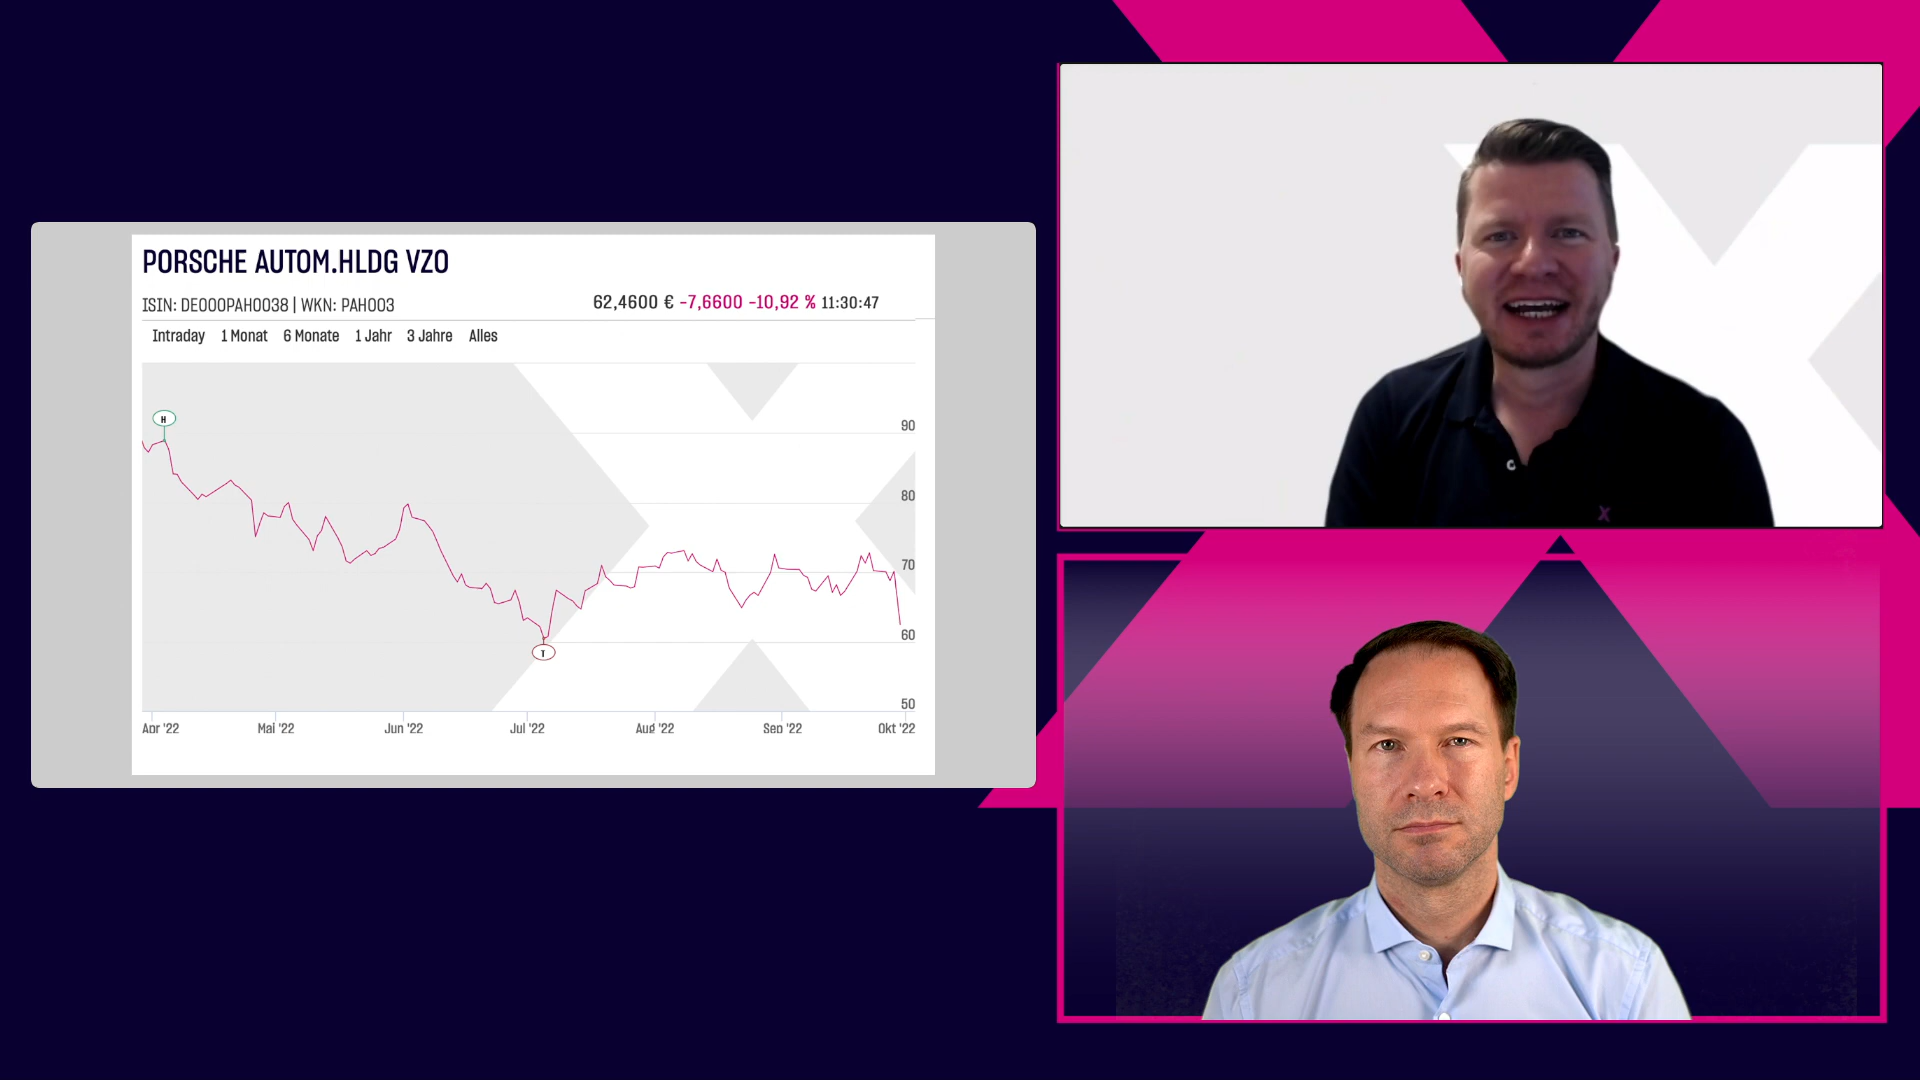 PORSCHE AUTOM.HLDG VZO
ISIN: DE000PAH0038 | WKN: PAH003
62,4600 € -7,6600 -10,92 % 11:30:47
Intraday 1 Monat 6 Monate 1 Jahr 3 Jahre Alles
H
90
80
70
60
T
50
Apr '22 Mai '22 Jun '22 Jul '22 Aug '22 Sep '22 Okt '22
X